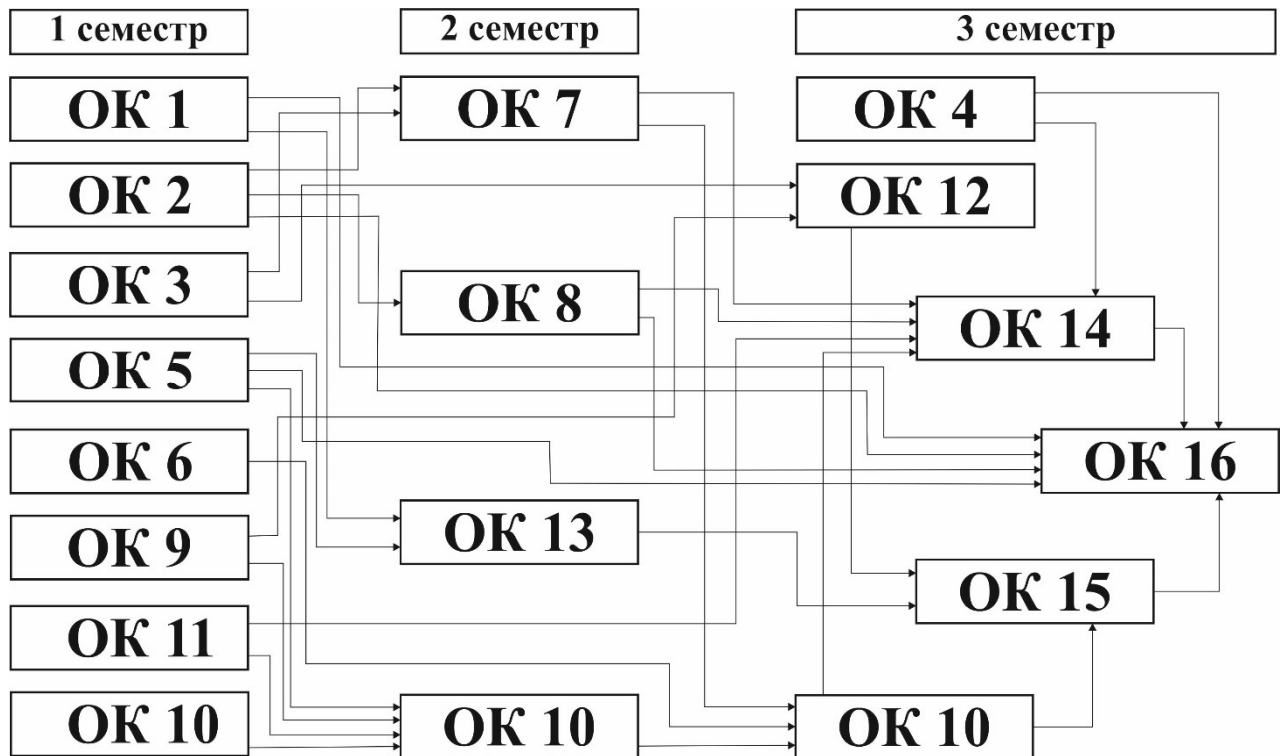 1 семестр
2 семестр
3 семестр
ОК 1
ОК 7
ОК 4
ОК 2
ОК 12
ОК 3
ОК 8
ОК 14
ОК 5
ОК 6
ОК 16
ОК 9
ОК 13
ОК 15
ОК 11
ОК 10
ОК 10
ОК 10